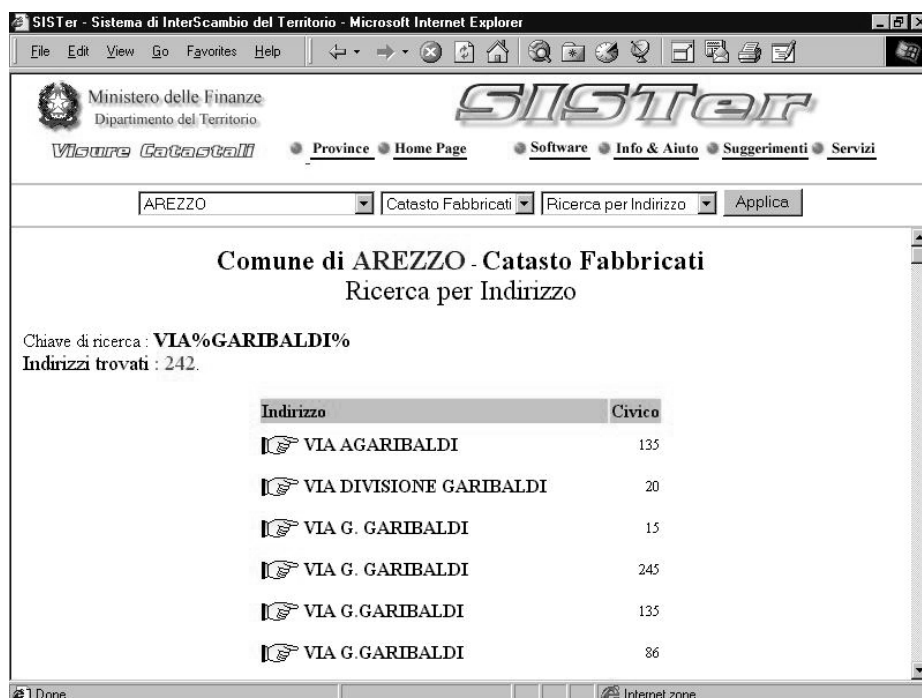 SISTer - Sistema di InterScambio del Territorio - Microsoft Internet Explorer
File Edit View Go Favorites Help
Ministero delle Finanze
Dipartimento del Territorio
SISTer
Visure Catastali
Province Home Page Software Info & Aiuto Suggerimenti Servizi
AREZZO Catasto Fabbricati Ricerca per Indirizzo Applica
Comune di AREZZO - Catasto Fabbricati
Ricerca per Indirizzo
Chiave di ricerca : VIA%GARIBALDI%
Indirizzi trovati : 242.
Indirizzo Civico
VIA AGARIBALDI 135
VIA DIVISIONE GARIBALDI 20
VIA G. GARIBALDI 15
VIA G. GARIBALDI 245
VIA G.GARIBALDI 135
VIA G.GARIBALDI 86
Done Internet zone